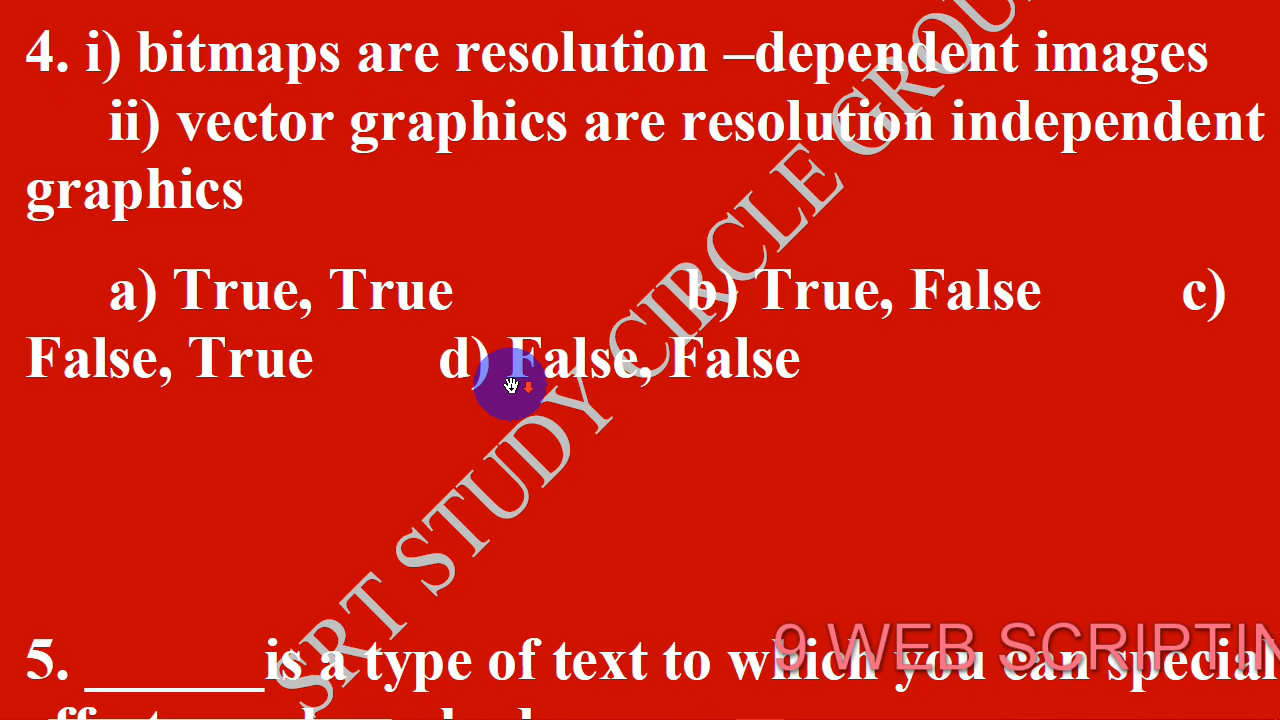 4. i) bitmaps are resolution –dependent images
ii) vector graphics are resolution independent
graphics
a) True, True b) True, False c)
False, True d) False, False
SRT STUDY CIRCLE GROU
5. ______is a type of text to which you can special
9 WEB SCRIPTIN